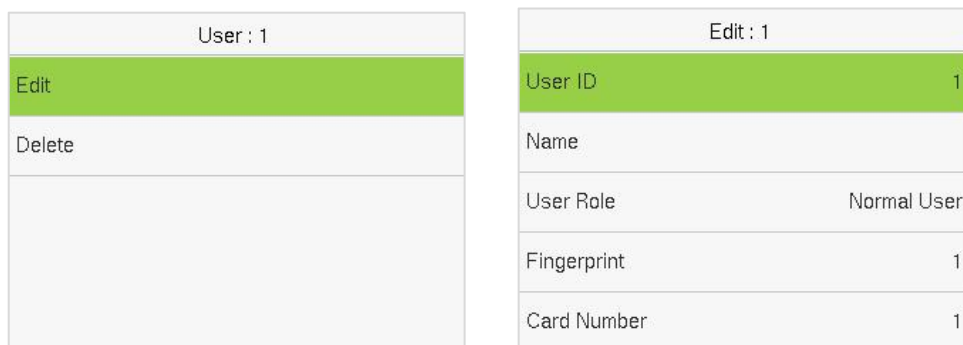 User : 1
Edit
Delete
Edit : 1
User ID 1
Name
User Role Normal User
Fingerprint 1
Card Number 1